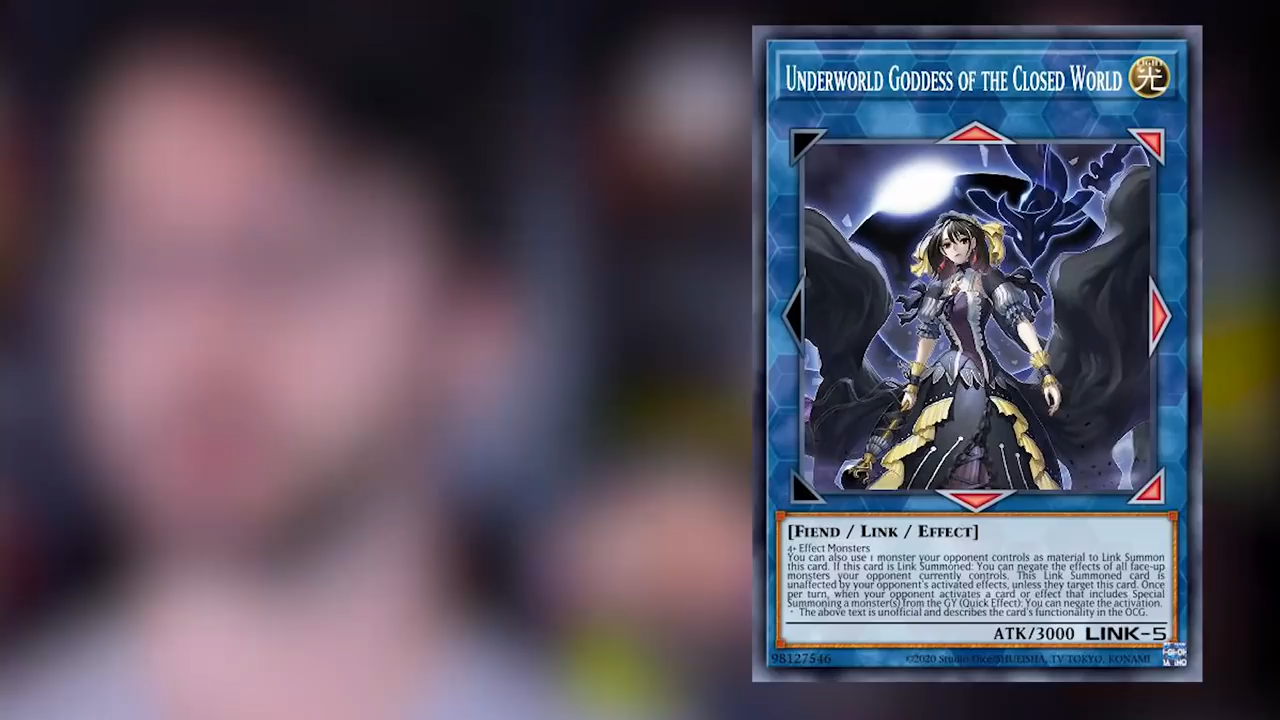 UNDERWORLD GODDESS OF THE CLOSED WORLD
LIGHT
光
[FIEND / LINK / EFFECT]
4+ Effect Monsters
You can also use 1 monster your opponent controls as material to Link Summon
this card. If this card is Link Summoned: You can negate the effects of all face-up
monsters your opponent currently controls. This Link Summoned card is
unaffected by your opponent's activated effects, unless they target this card. Once
per turn, when your opponent activates a card or effect that includes Special
Summoning a monster(s) from the GY (Quick Effect): You can negate the activation.
* The above text is unofficial and describes the card's functionality in the OCG.
ATK/3000 LINK-5
98127546 ©2020 Studio Dice/SHUEISHA, TV TOKYO, KONAMI